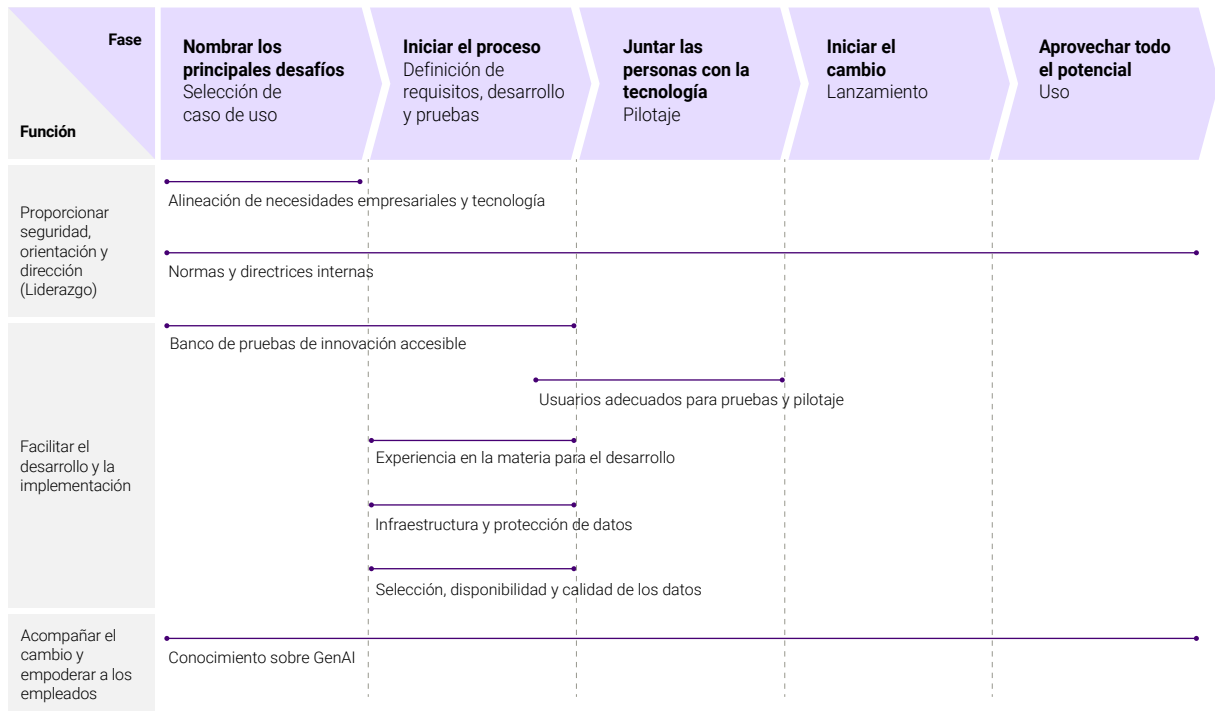 Fase
Función
Nombrar los
principales desafíos
Selección de
caso de uso
Iniciar el proceso
Definición de
requisitos, desarrollo
y pruebas
Juntar las
personas con la
tecnología
Pilotaje
Iniciar el
cambio
Lanzamiento
Aprovechar todo
el potencial
Uso
Proporcionar
seguridad,
orientación y
dirección
(Liderazgo)
Alineación de necesidades empresariales y tecnología
Normas y directrices internas
Facilitar el
desarrollo y la
implementación
Banco de pruebas de innovación accesible
Usuarios adecuados para pruebas y pilotaje
Experiencia en la materia para el desarrollo
Infraestructura y protección de datos
Selección, disponibilidad y calidad de los datos
Acompañar el
cambio y
empoderar a los
empleados
Conocimiento sobre GenAI